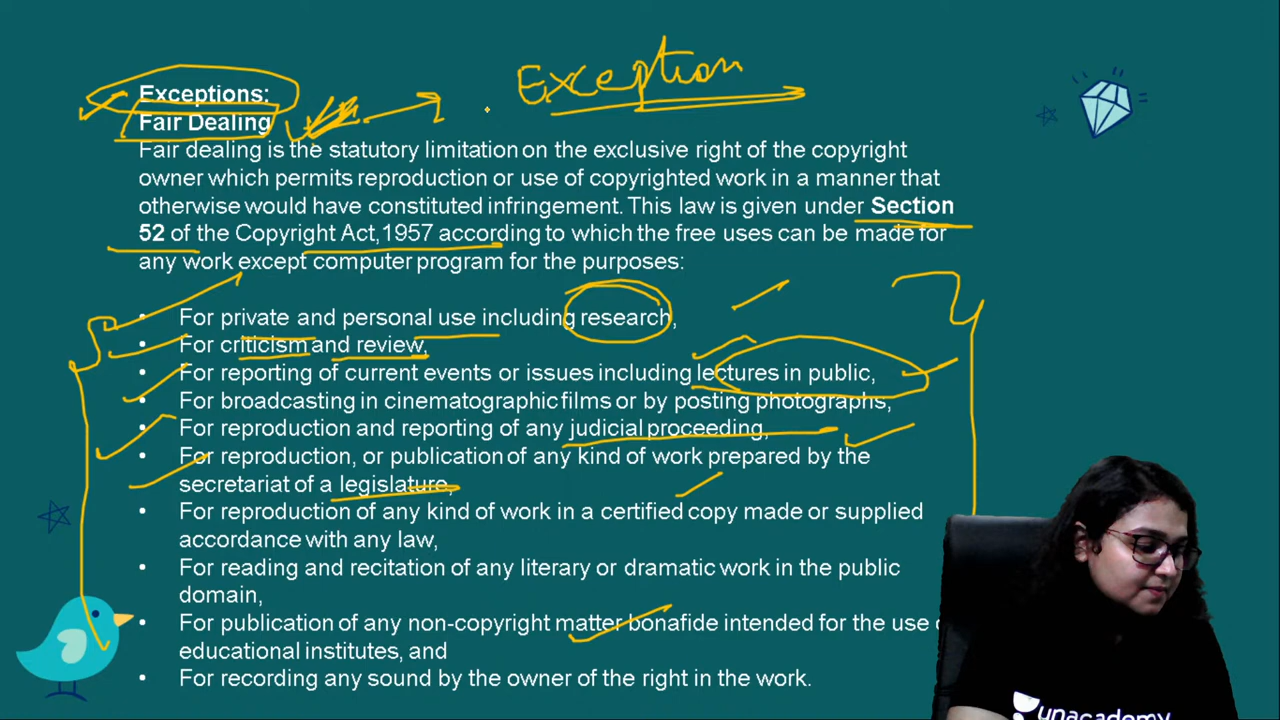 Exception
Exceptions:
Fair Dealing
Fair dealing is the statutory limitation on the exclusive right of the copyright
owner which permits reproduction or use of copyrighted work in a manner that
otherwise would have constituted infringement. This law is given under Section
52 of the Copyright Act,1957 according to which the free uses can be made for
any work except computer program for the purposes:
• For private and personal use including research,
• For criticism and review,
• For reporting of current events or issues including lectures in public,
• For broadcasting in cinematographic films or by posting photographs,
• For reproduction and reporting of any judicial proceeding,
• For reproduction, or publication of any kind of work prepared by the
secretariat of a legislature,
• For reproduction of any kind of work in a certified copy made or supplied
accordance with any law,
• For reading and recitation of any literary or dramatic work in the public
domain,
• For publication of any non-copyright matter bonafide intended for the use
educational institutes, and
• For recording any sound by the owner of the right in the work.
unacademy